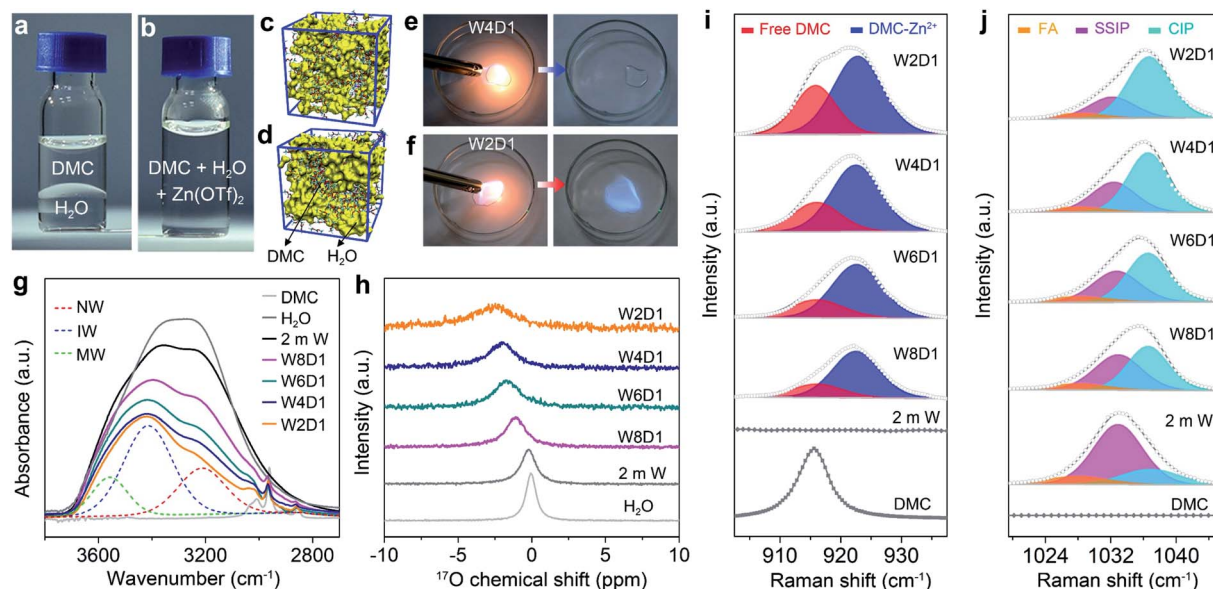 a
DMC
H₂O
b
DMC + H₂O
+ Zn(OTf)₂
c
d
DMC H₂O
e
W4D1
f
W2D1
g
Absorbance (a.u.)
NW
IW
MW
DMC
H₂O
2 m W
W8D1
W6D1
W4D1
W2D1
3600 3200 2800
Wavenumber (cm⁻¹)
h
Intensity (a.u.)
W2D1
W4D1
W6D1
W8D1
2 m W
H₂O
-10 -5 0 5 10
¹⁷O chemical shift (ppm)
i
Intensity (a.u.)
Free DMC DMC-Zn²⁺
W2D1
W4D1
W6D1
W8D1
2 m W
DMC
910 920 930
Raman shift (cm⁻¹)
j
Intensity (a.u.)
FA SSIP CIP
W2D1
W4D1
W6D1
W8D1
2 m W
DMC
1024 1032 1040
Raman shift (cm⁻¹)